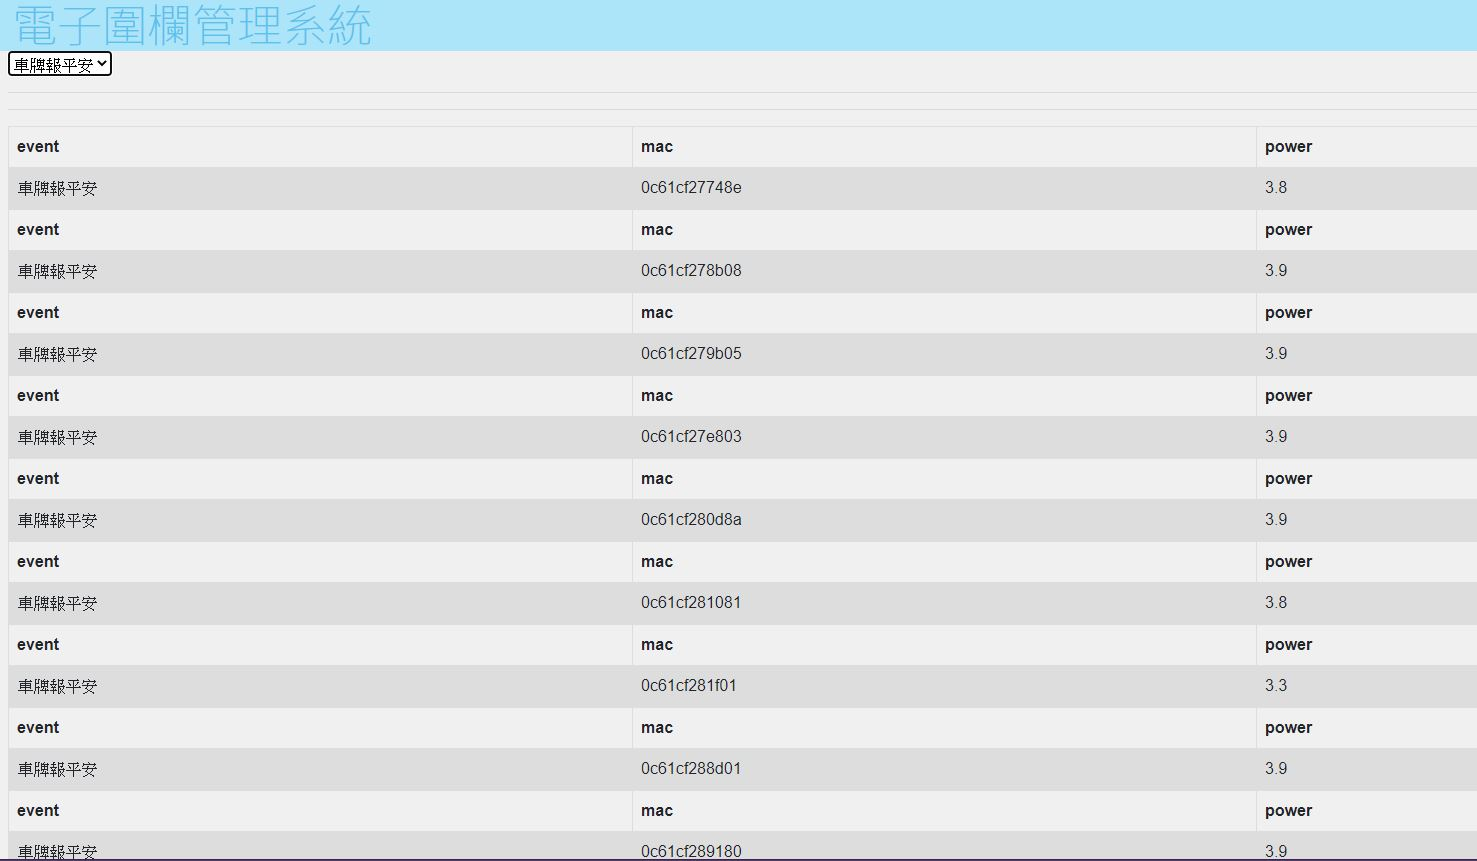 電子圍欄管理系統
車牌報平安
event mac power
車牌報平安 0c61cf27748e 3.8
event mac power
車牌報平安 0c61cf278b08 3.9
event mac power
車牌報平安 0c61cf279b05 3.9
event mac power
車牌報平安 0c61cf27e803 3.9
event mac power
車牌報平安 0c61cf280d8a 3.9
event mac power
車牌報平安 0c61cf281081 3.8
event mac power
車牌報平安 0c61cf281f01 3.3
event mac power
車牌報平安 0c61cf288d01 3.9
event mac power
車牌報平安 0c61cf289180 3.9